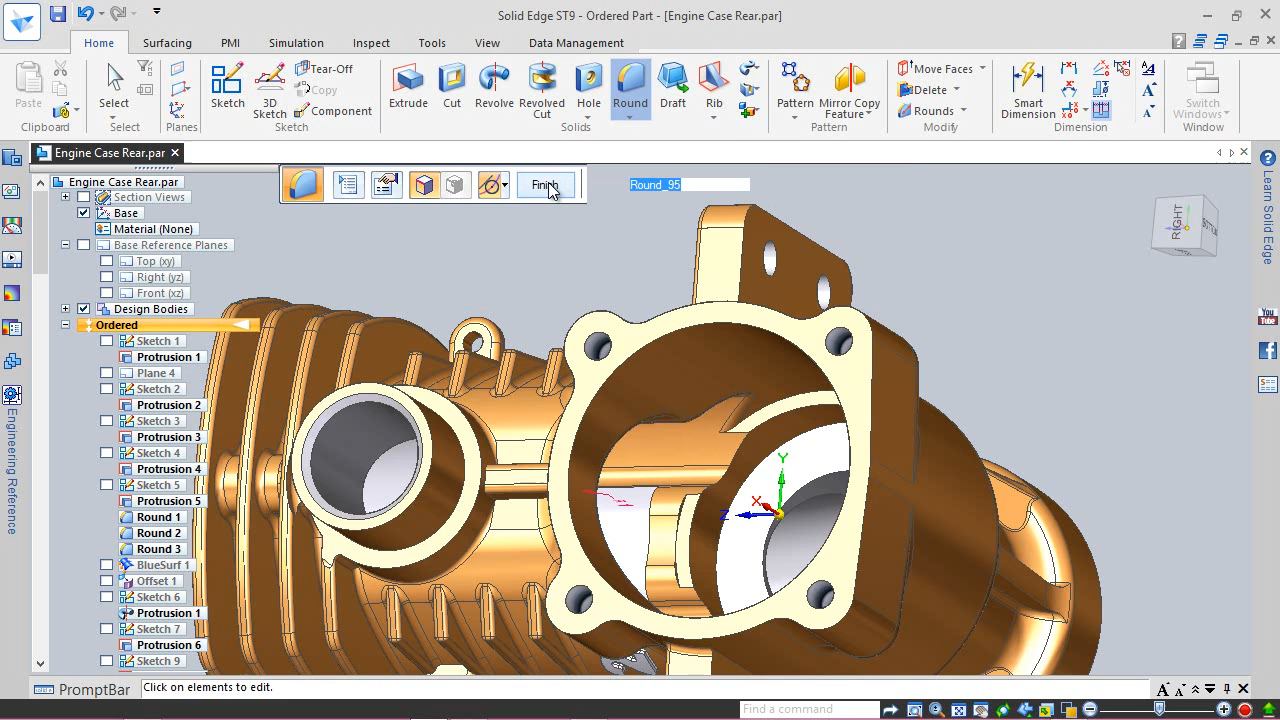 Solid Edge ST9 - Ordered Part - [Engine Case Rear.par]
Home Surfacing PMI Simulation Inspect Tools View Data Management
Paste
Clipboard
Select
Select
Planes
Sketch
3D Sketch
Tear-Off
Copy
Component
Sketch
Extrude
Cut
Revolve
Revolved Cut
Hole
Round
Draft
Rib
Solids
Pattern
Mirror Copy Feature
Pattern
Move Faces
Delete
Rounds
Modify
Smart Dimension
Dimension
Switch Windows
Window
Engine Case Rear.par
Finish
Round_95
Engine Case Rear.par
Section Views
Base
Material (None)
Base Reference Planes
Top (xy)
Right (yz)
Front (xz)
Design Bodies
Ordered
Sketch 1
Protrusion 1
Plane 4
Sketch 2
Protrusion 2
Sketch 3
Protrusion 3
Sketch 4
Protrusion 4
Sketch 5
Protrusion 5
Round 1
Round 2
Round 3
BlueSurf 1
Offset 1
Sketch 6
Protrusion 1
Sketch 7
Protrusion 6
Sketch 9
Engineering Reference
RIGHT
BOTTOM
Y
X
Z
Learn Solid Edge
You
Tube
PromptBar
Click on elements to edit.
Find a command